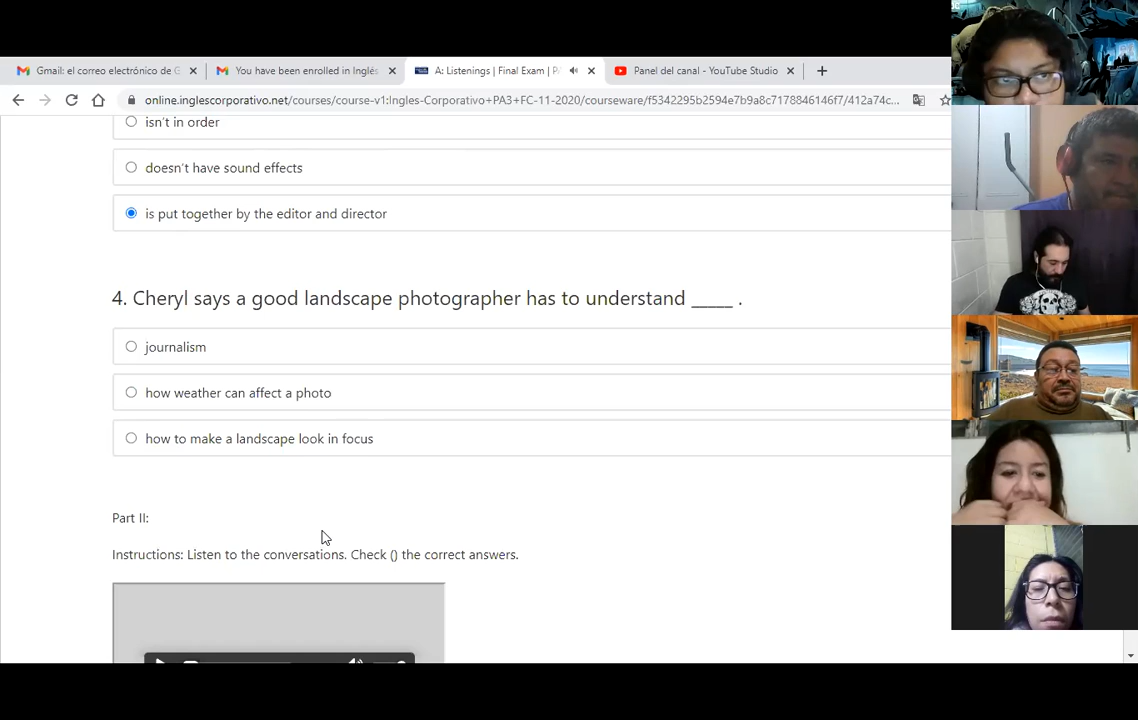 Gmail: el correo electrónico de G
You have been enrolled in Inglés
A: Listenings | Final Exam | P
Panel del canal - YouTube Studio
online.inglescorporativo.net/courses/course-v1:Ingles-Corporativo+PA3+FC-11-2020/courseware/f5342295b2594e7b9a8c7178846146f7/412a74c...
isn't in order
doesn't have sound effects
is put together by the editor and director
4. Cheryl says a good landscape photographer has to understand _____ .
journalism
how weather can affect a photo
how to make a landscape look in focus
Part II:
Instructions: Listen to the conversations. Check () the correct answers.